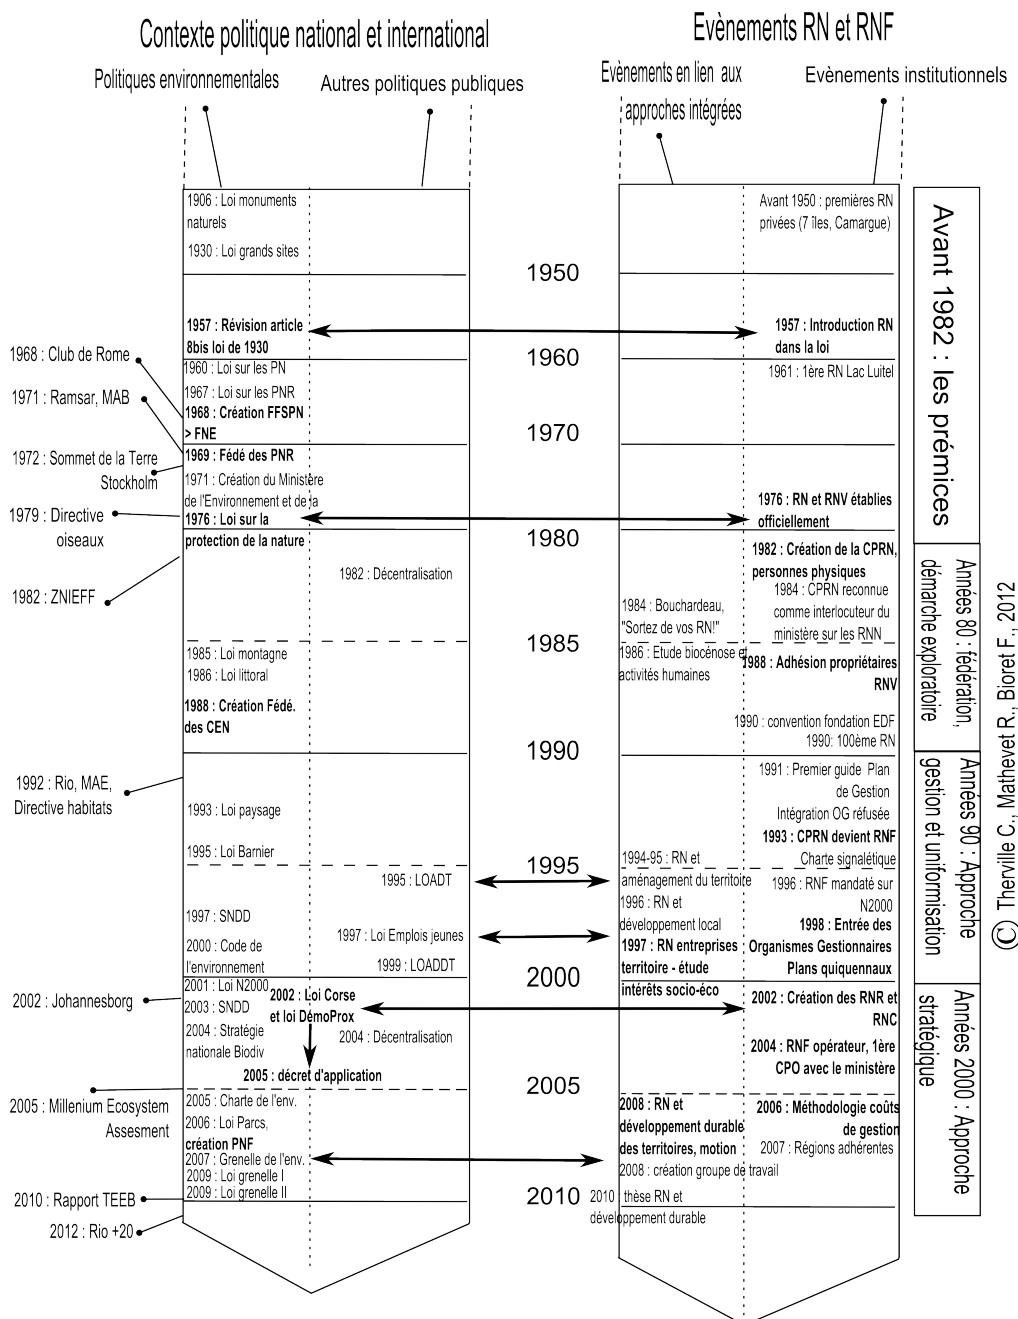 Contexte politique national et international
Evènements RN et RNF
Politiques environnementales
Autres politiques publiques
Evènements en lien aux
approches intégrées
Evènements institutionnels
1906 : Loi monuments
naturels
1930 : Loi grands sites
1957 : Révision article
8bis loi de 1930
1960 : Loi sur les PN
1967 : Loi sur les PNR
1968 : Création FFSPN
> FNE
1969 : Fédé des PNR
1971 : Création du Ministère
de l'Environnement et de la
1976 : Loi sur la
protection de la nature
1982 : Décentralisation
1985 : Loi montagne
1986 : Loi littoral
1988 : Création Fédé.
des CEN
1993 : Loi paysage
1995 : Loi Barnier
1995 : LOADT
1997 : SNDD
1997 : Loi Emplois jeunes
2000 : Code de
l'environnement
1999 : LOADDT
2001 : Loi N2000
2002 : Loi Corse
et loi DémoProx
2003 : SNDD
2004 : Stratégie
nationale Biodiv
2004 : Décentralisation
2005 : décret d'application
2005 : Charte de l'env.
2006 : Loi Parcs,
création PNF
2007 : Grenelle de l'env.
2009 : Loi grenelle I
2009 : Loi grenelle II
1968 : Club de Rome
1971 : Ramsar, MAB
1972 : Sommet de la Terre
Stockholm
1979 : Directive
oiseaux
1982 : ZNIEFF
1992 : Rio, MAE,
Directive habitats
2002 : Johannesborg
2005 : Millenium Ecosystem
Assesment
2010 : Rapport TEEB
2012 : Rio +20
1950
1960
1970
1980
1985
1990
1995
2000
2005
2010
Avant 1950 : premières RN
privées (7 îles, Camargue)
1957 : Introduction RN
dans la loi
1961 : 1ère RN Lac Luitel
1976 : RN et RNV établies
officiellement
1982 : Création de la CPRN,
personnes physiques
1984 : CPRN reconnue
comme interlocuteur du
ministère sur les RNN
1984 : Bouchardeau,
"Sortez de vos RN!"
1986 : Etude biocénose et
activités humaines
1988 : Adhésion propriétaires
RNV
1990 : convention fondation EDF
1990: 100ème RN
1991 : Premier guide Plan
de Gestion
Intégration OG réfusée
1993 : CPRN devient RNF
Charte signalétique
1994-95 : RN et
aménagement du territoire
1996 : RNF mandaté sur
N2000
1996 : RN et
développement local
1997 : RN entreprises
territoire - étude
intérêts socio-éco
1998 : Entrée des
Organismes Gestionnaires
Plans quiquennaux
2002 : Création des RNR et
RNC
2004 : RNF opérateur, 1ère
CPO avec le ministère
2008 : RN et
développement durable
des territoires, motion
2008 : création groupe de travail
2006 : Méthodologie coûts
de gestion
2007 : Régions adhérentes
2010 : thèse RN et
développement durable
Avant 1982 : les prémices
Années 80 : fédération,
démarche exploratoire
Années 90 : Approche
gestion et uniformisation
Années 2000 : Approche
stratégique
© Therville C., Mathevet R., Bioret F., 2012